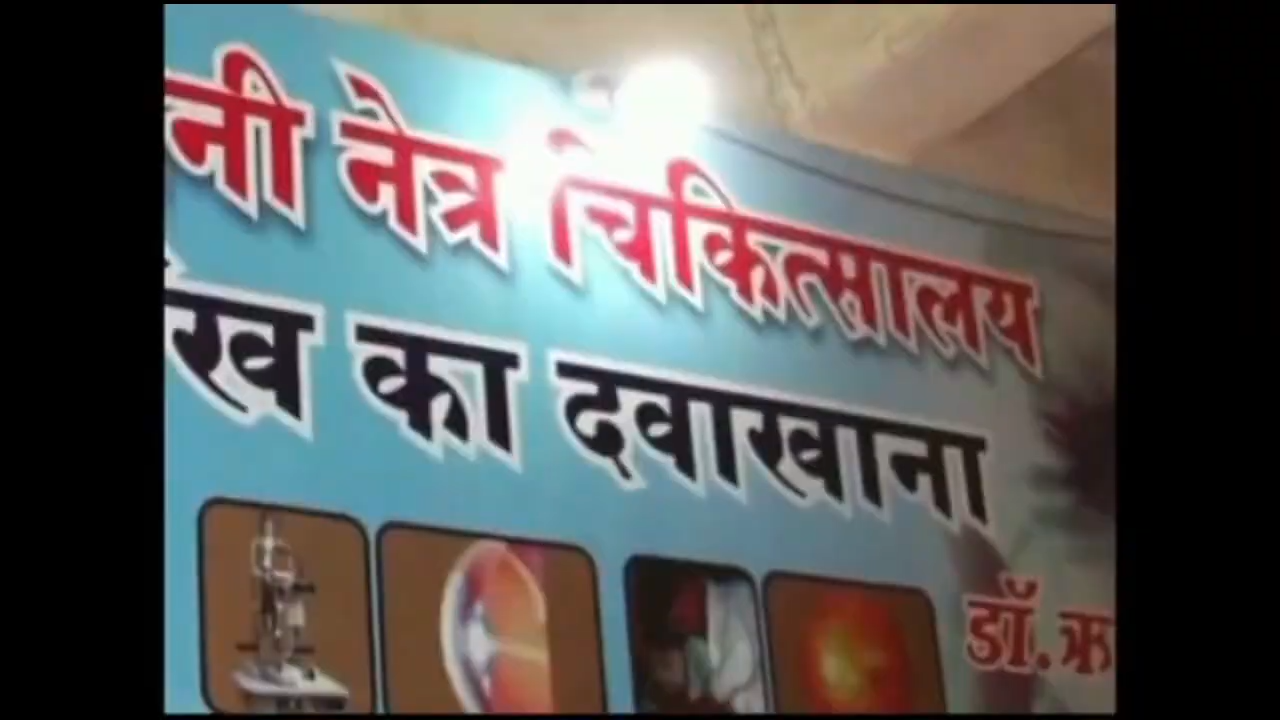 नी नेत्र चिकित्सालय
ँख का दवाखाना
डॉ. ऋ